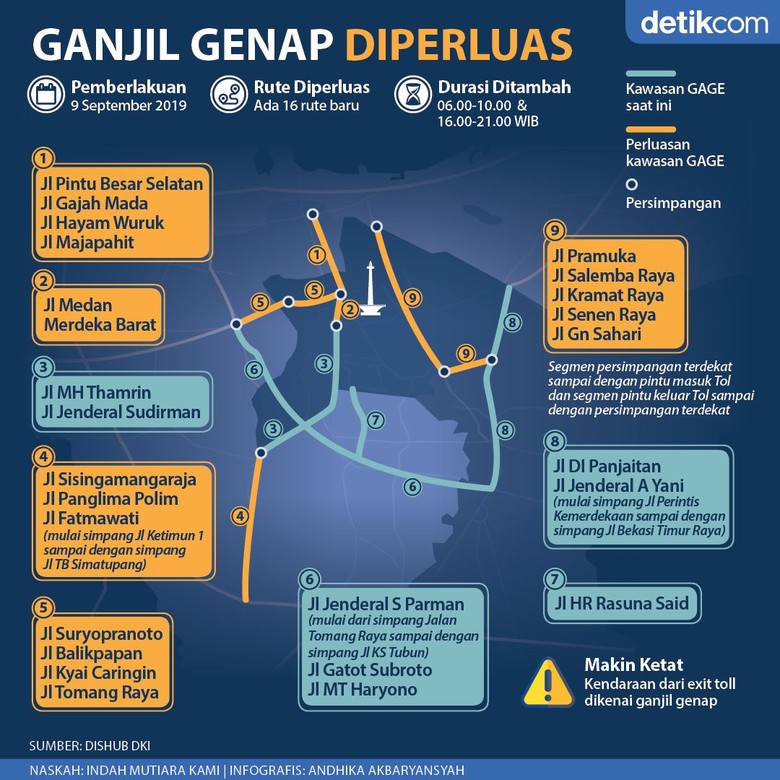 GANJIL GENAP DIPERLUAS
detikcom
Pemberlakuan
9 September 2019
Rute Diperluas
Ada 16 rute baru
Durasi Ditambah
06.00-10.00 &
16.00-21.00 WIB
Kawasan GAGE
saat ini
Perluasan
kawasan GAGE
Persimpangan
1
Jl Pintu Besar Selatan
Jl Gajah Mada
Jl Hayam Wuruk
Jl Majapahit
2
Jl Medan
Merdeka Barat
3
Jl MH Thamrin
Jl Jenderal Sudirman
4
Jl Sisingamangaraja
Jl Panglima Polim
Jl Fatmawati
(mulai simpang Jl Ketimun 1
sampai dengan simpang
Jl TB Simatupang)
5
Jl Suryopranoto
Jl Balikpapan
Jl Kyai Caringin
Jl Tomang Raya
1
5
5
2
9
9
8
3
6
7
3
8
6
4
6
Jl Jenderal S Parman
(mulai dari simpang Jalan
Tomang Raya sampai dengan
simpang Jl KS Tubun)
Jl Gatot Subroto
Jl MT Haryono
9
Jl Pramuka
Jl Salemba Raya
Jl Kramat Raya
Jl Senen Raya
Jl Gn Sahari
Segmen persimpangan terdekat
sampai dengan pintu masuk Tol
dan segmen pintu keluar Tol sampai
dengan persimpangan terdekat
8
Jl DI Panjaitan
Jl Jenderal A Yani
(mulai simpang Jl Perintis
Kemerdekaan sampai dengan
simpang Jl Bekasi Timur Raya)
7
Jl HR Rasuna Said
Makin Ketat
Kendaraan dari exit toll
dikenai ganjil genap
SUMBER: DISHUB DKI
NASKAH: INDAH MUTIARA KAMI | INFOGRAFIS: ANDHIKA AKBARYANSYAH